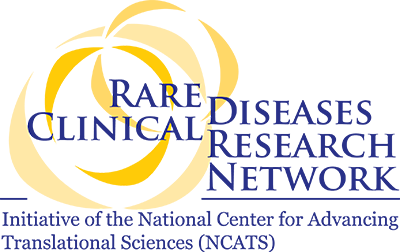 Rare Diseases
Clinical Research
Network
Initiative of the National Center for Advancing
Translational Sciences (NCATS)